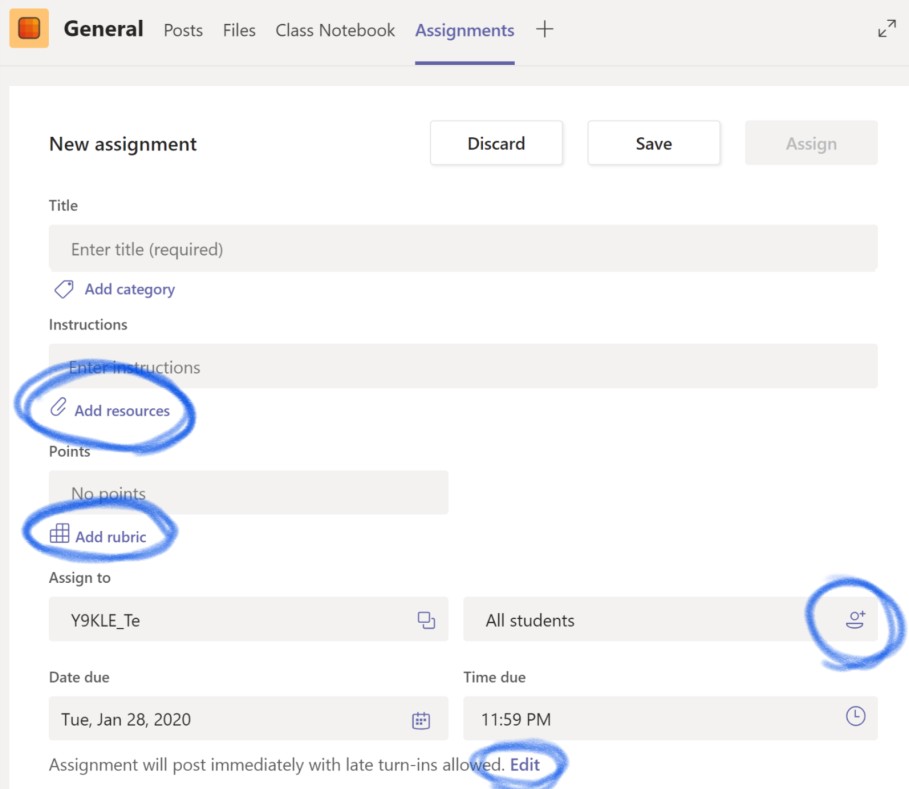 General Posts Files Class Notebook Assignments
New assignment Discard Save Assign
Title
Enter title (required)
Add category
Instructions
Enter instructions
Add resources
Points
No points
Add rubric
Assign to
Y9KLE_Te All students
Date due Time due
Tue, Jan 28, 2020 11:59 PM
Assignment will post immediately with late turn-ins allowed. Edit